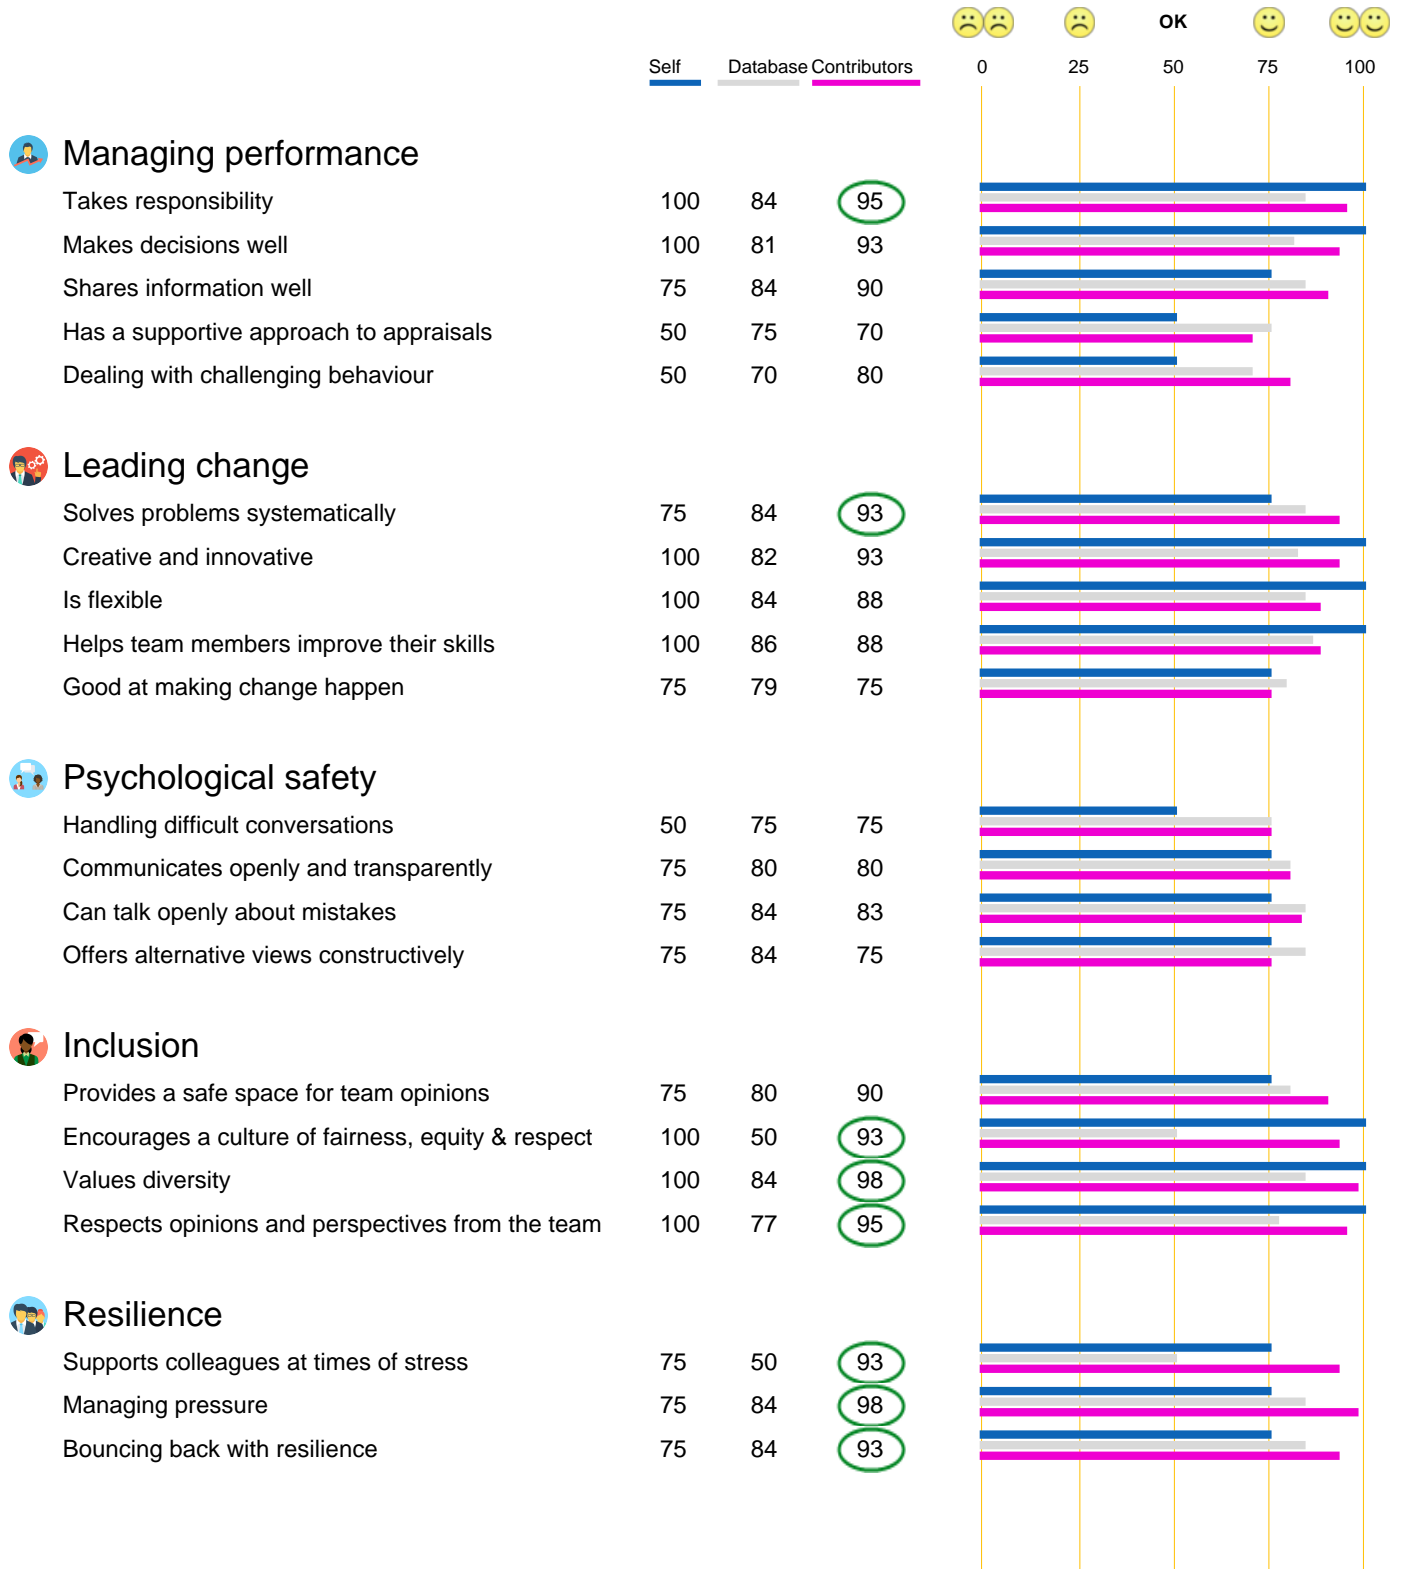 OK
Self Database Contributors 0 25 50 75 100
Managing performance
Takes responsibility 100 84 95
Makes decisions well 100 81 93
Shares information well 75 84 90
Has a supportive approach to appraisals 50 75 70
Dealing with challenging behaviour 50 70 80
Leading change
Solves problems systematically 75 84 93
Creative and innovative 100 82 93
Is flexible 100 84 88
Helps team members improve their skills 100 86 88
Good at making change happen 75 79 75
Psychological safety
Handling difficult conversations 50 75 75
Communicates openly and transparently 75 80 80
Can talk openly about mistakes 75 84 83
Offers alternative views constructively 75 84 75
Inclusion
Provides a safe space for team opinions 75 80 90
Encourages a culture of fairness, equity & respect 100 50 93
Values diversity 100 84 98
Respects opinions and perspectives from the team 100 77 95
Resilience
Supports colleagues at times of stress 75 50 93
Managing pressure 75 84 98
Bouncing back with resilience 75 84 93